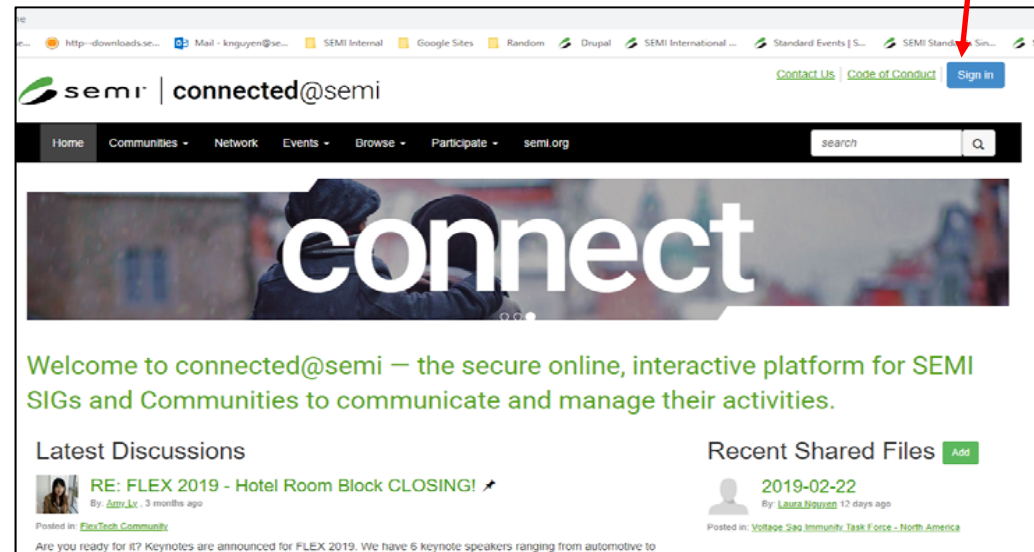 http--downloads.se... Mail - knguyen@se... SEMI Internal Google Sites Random Drupal SEMI International ... Standard Events | S... SEMI Standards Sin...
Contact Us Code of Conduct Sign in
semi | connected@semi
Home Communities Network Events Browse Participate semi.org search
connect
Welcome to connected@semi — the secure online, interactive platform for SEMI
SIGs and Communities to communicate and manage their activities.
Latest Discussions
RE: FLEX 2019 - Hotel Room Block CLOSING!
By: Amy Ly , 3 months ago
Posted in: FlexTech Community
Are you ready for it? Keynotes are announced for FLEX 2019. We have 6 keynote speakers ranging from automotive to
Recent Shared Files Add
2019-02-22
By: Laura Nguyen 12 days ago
Posted in: Voltage Sag Immunity Task Force - North America